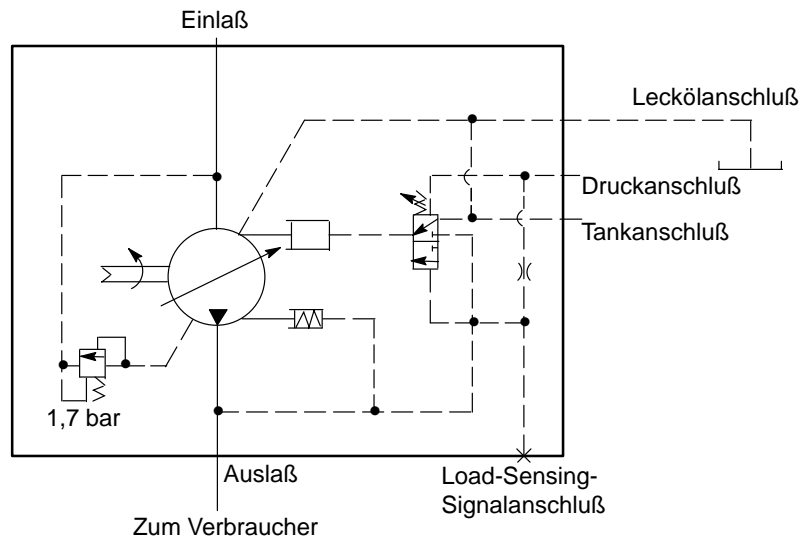 Einlaß
Leckölanschluß
Druckanschluß
Tankanschluß
1,7 bar
Auslaß
Load-Sensing-
Signalanschluß
Zum Verbraucher